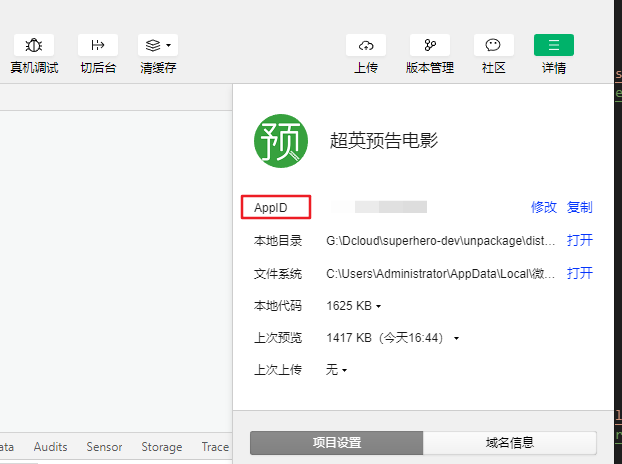 真机调试 切后台 清缓存 上传 版本管理 社区 详情
预 超英预告电影
AppID 修改 复制
本地目录 G:\Dcloud\superhero-dev\unpackage\dist... 打开
文件系统 C:\Users\Administrator\AppData\Local\微... 打开
本地代码 1625 KB
上次预览 1417 KB（今天16:44）
上次上传 无
ata Audits Sensor Storage Trace
项目设置 域名信息